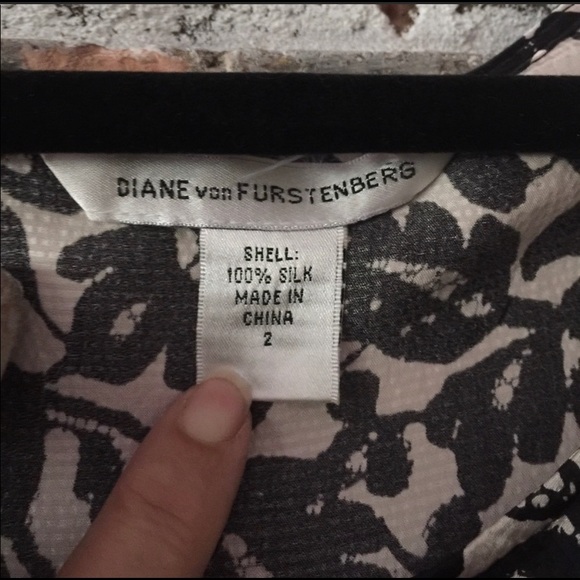 DIANE von FURSTENBERG
SHELL:
100% SILK
MADE IN
CHINA
2